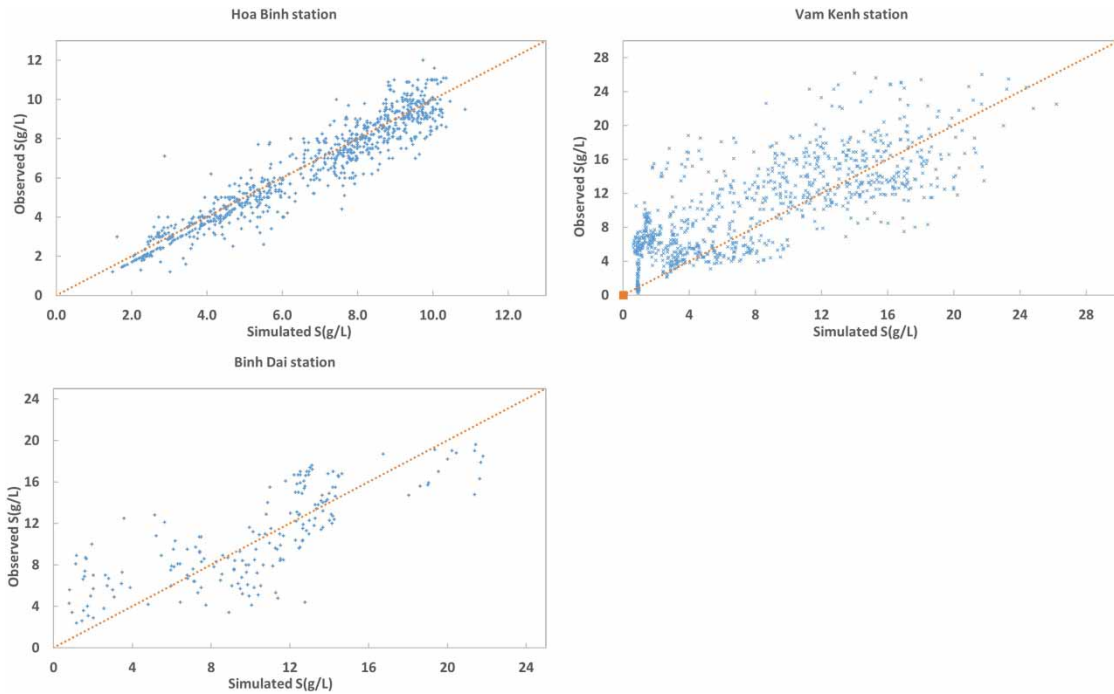 Hoa Binh station
Observed S(g/L)
12
10
8
6
4
2
0
0.0 2.0 4.0 6.0 8.0 10.0 12.0
Simulated S(g/L)
Vam Kenh station
Observed S(g/L)
28
24
20
16
12
8
4
0
0 4 8 12 16 20 24 28
Simulated S(g/L)
Binh Dai station
Observed S(g/L)
24
20
16
12
8
4
0
0 4 8 12 16 20 24
Simulated S(g/L)